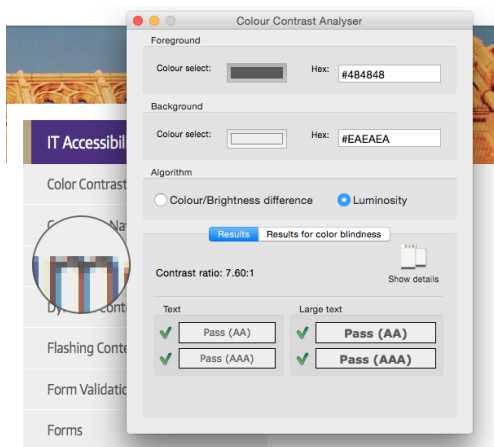 Colour Contrast Analyser
Foreground
Colour select:
Hex:
#484848
Background
Colour select:
Hex:
#EAEAEA
Algorithm
Colour/Brightness difference
Luminosity
Results
Results for color blindness
Contrast ratio: 7.60:1
Show details
Text
Pass (AA)
Pass (AAA)
Large text
Pass (AA)
Pass (AAA)
IT Accessibil
Color Contrast
Flashing Conte
Form Validatio
Forms